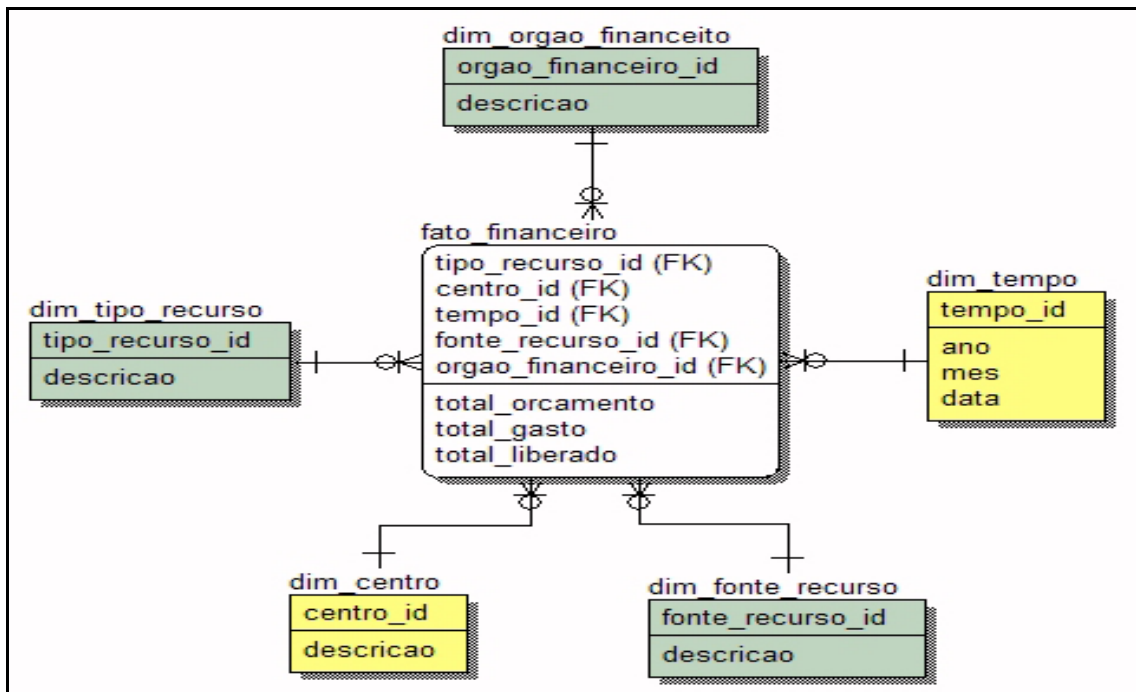 dim_orgao_financeito
orgao_financeiro_id
descricao
fato_financeiro
tipo_recurso_id (FK)
centro_id (FK)
tempo_id (FK)
fonte_recurso_id (FK)
orgao_financeiro_id (FK)
total_orcamento
total_gasto
total_liberado
dim_tipo_recurso
tipo_recurso_id
descricao
dim_tempo
tempo_id
ano
mes
data
dim_centro
centro_id
descricao
dim_fonte_recurso
fonte_recurso_id
descricao